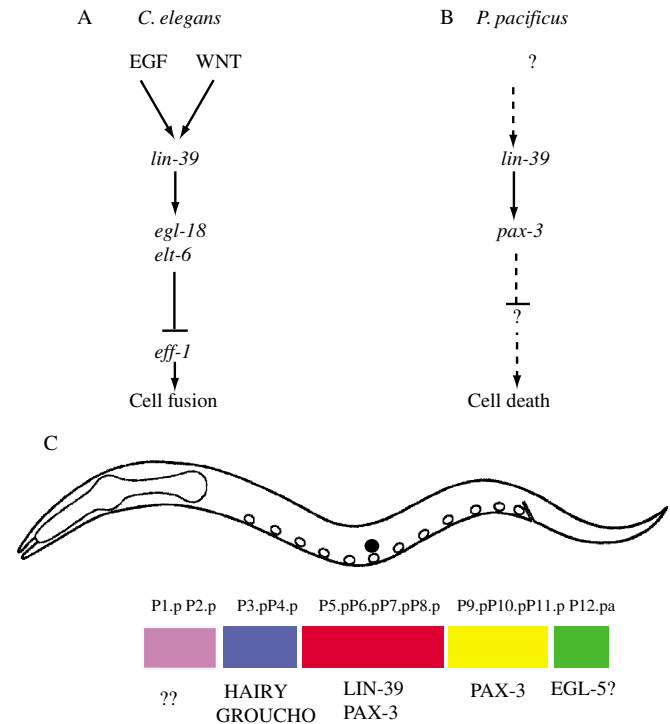 A C. elegans
EGF WNT
lin-39
egl-18
elt-6
eff-1
Cell fusion
B P. pacificus
?
lin-39
pax-3
?
Cell death
C
P1.p P2.p P3.pP4.p P5.pP6.pP7.pP8.p P9.pP10.pP11.p P12.pa
??
HAIRY
GROUCHO
LIN-39
PAX-3
PAX-3
EGL-5?